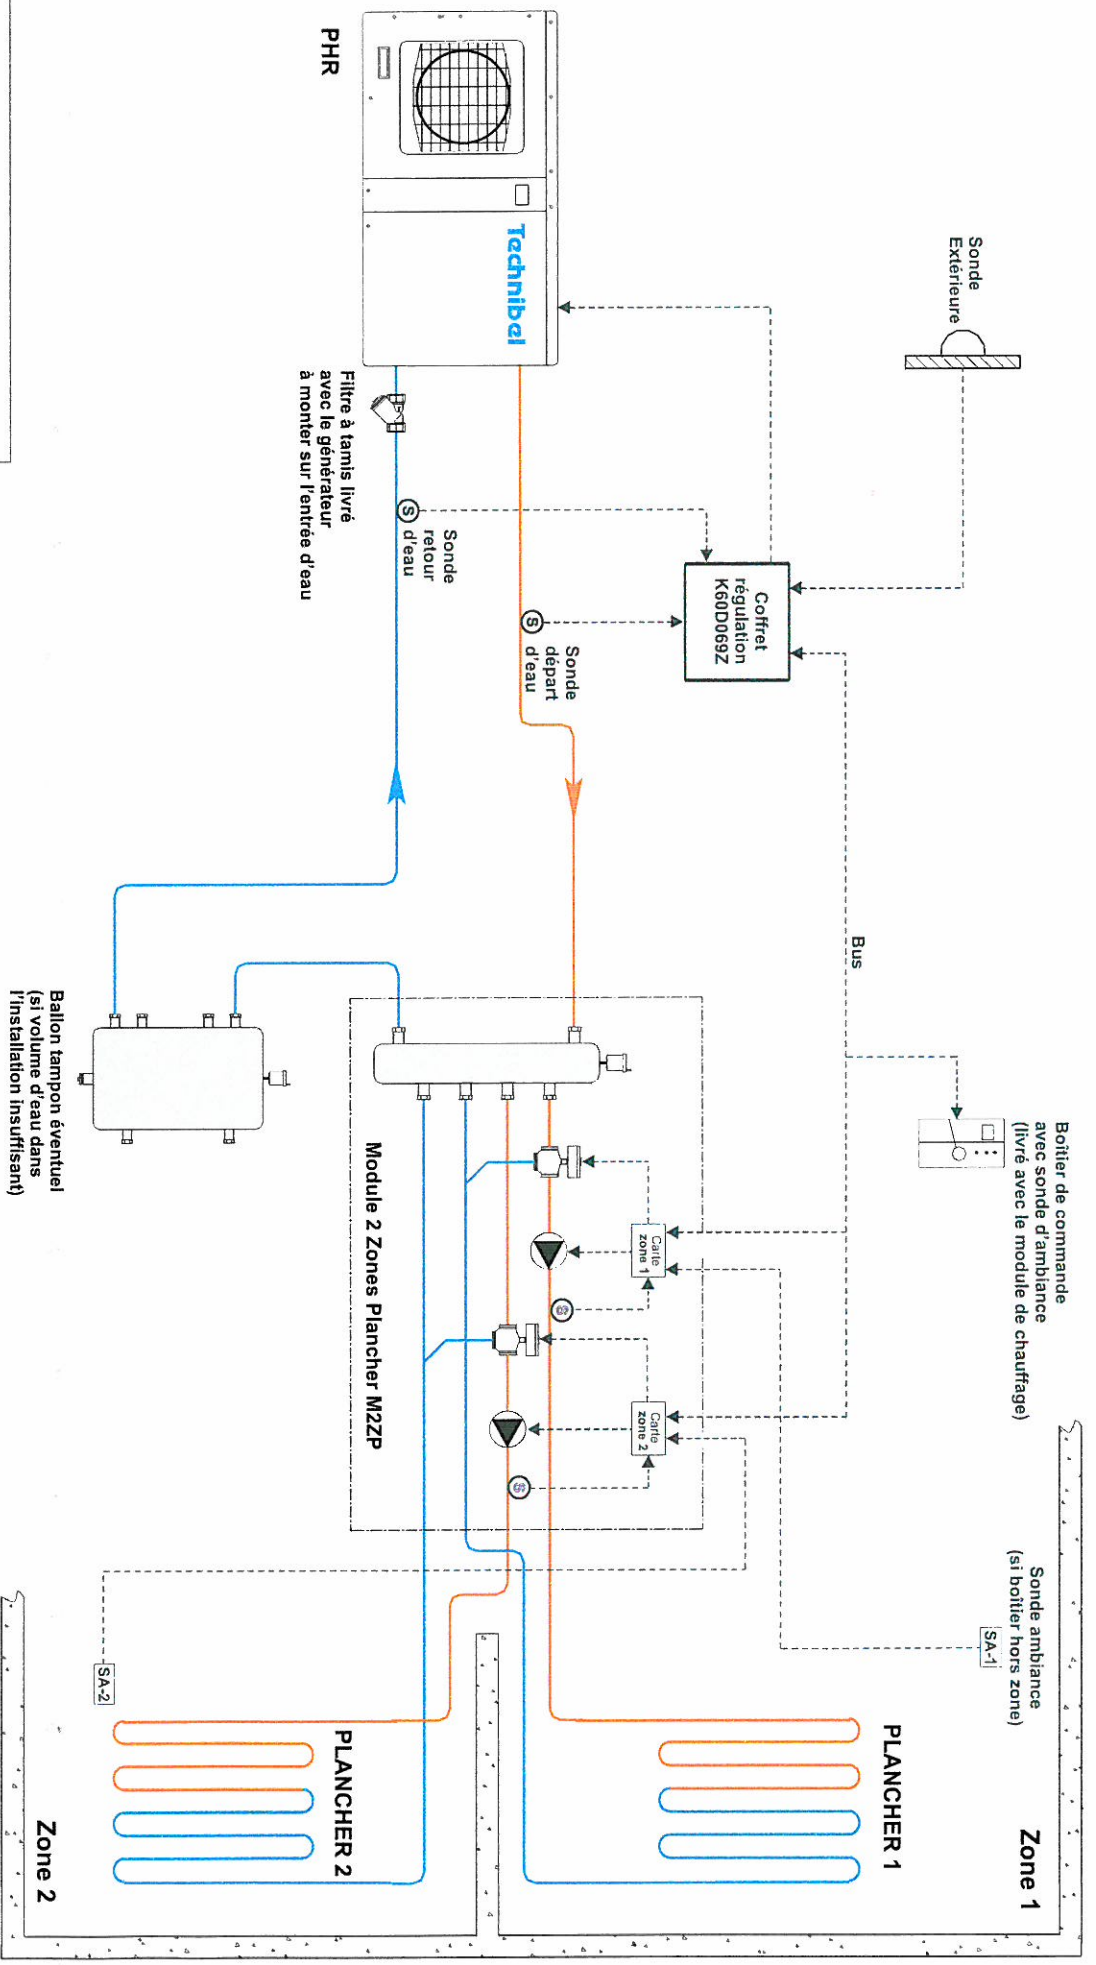 Sonde
Extérieure
Boîtier de commande
avec sonde d'ambiance
(livré avec le module de chauffage)
Sonde ambiance
(si boîtier hors zone)
Zone 1
SA-1
Bus
Coffret
régulation
K60D069Z
PLANCHER 1
Carte
zone 1
Carte
zone 2
S
S
Technibel
S
Sonde
départ
d'eau
S
Sonde
retour
d'eau
PHR
Filtre à tamis livré
avec le générateur
à monter sur l'entrée d'eau
Module 2 Zones Plancher M2ZP
PLANCHER 2
SA-2
Ballon tampon éventuel
(si volume d'eau dans
l'installation insuffisant)
Zone 2